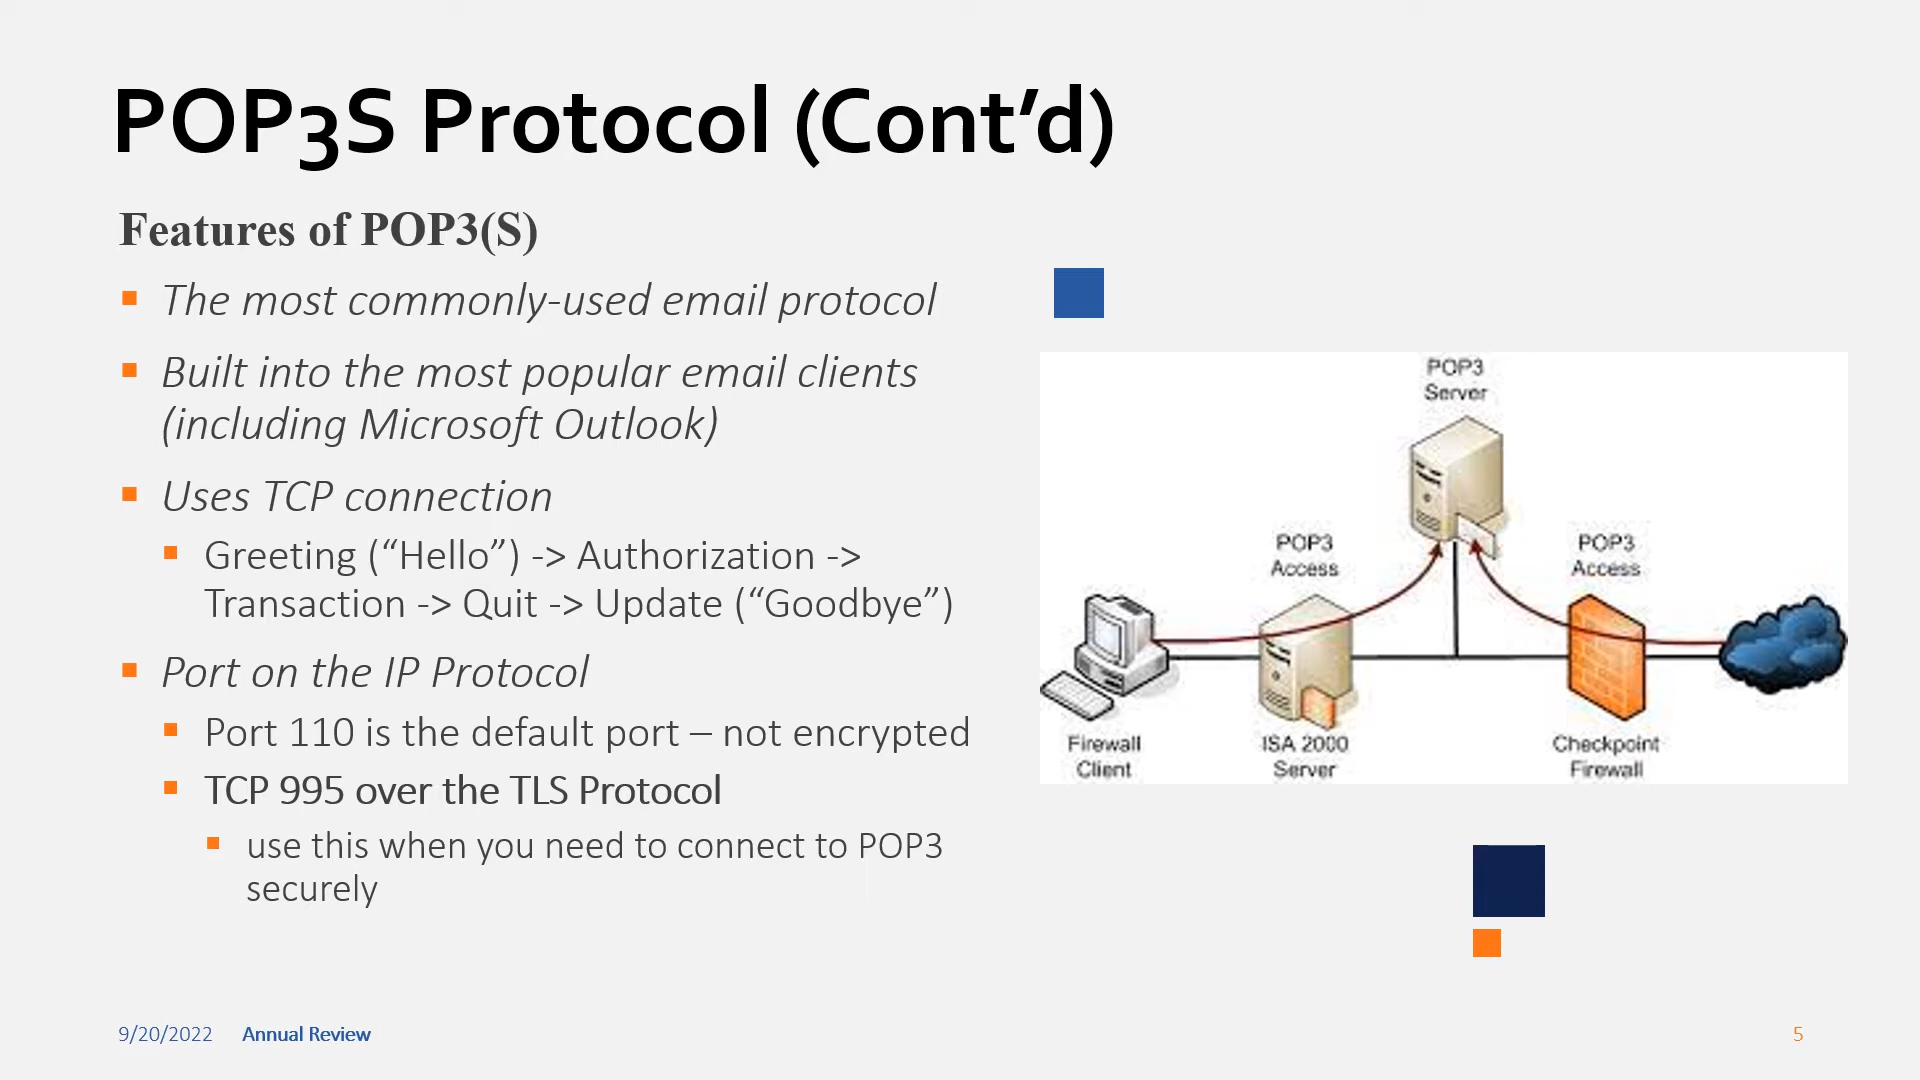 POP3S Protocol (Cont’d)
Features of POP3(S)
The most commonly-used email protocol
Built into the most popular email clients
(including Microsoft Outlook)
Uses TCP connection
Greeting (“Hello”) -> Authorization ->
Transaction -> Quit -> Update (“Goodbye”)
Port on the IP Protocol
Port 110 is the default port – not encrypted
TCP 995 over the TLS Protocol
use this when you need to connect to POP3
securely
POP3
Server
POP3
Access
POP3
Access
Firewall
Client
ISA 2000
Server
Checkpoint
Firewall
9/20/2022 Annual Review
5